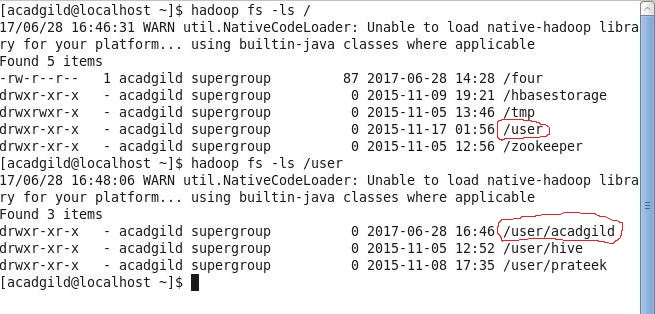 [acadgild@localhost ~]$ hadoop fs -ls /
17/06/28 16:46:31 WARN util.NativeCodeLoader: Unable to load native-hadoop libra
ry for your platform... using builtin-java classes where applicable
Found 5 items
-rw-r--r--   1 acadgild supergroup         87 2017-06-28 14:28 /four
drwxr-xr-x   - acadgild supergroup          0 2015-11-09 19:21 /hbasestorage
drwxrwxr-x   - acadgild supergroup          0 2015-11-05 13:46 /tmp
drwxr-xr-x   - acadgild supergroup          0 2015-11-17 01:56 /user
drwxr-xr-x   - acadgild supergroup          0 2015-11-05 12:56 /zookeeper
[acadgild@localhost ~]$ hadoop fs -ls /user
17/06/28 16:48:06 WARN util.NativeCodeLoader: Unable to load native-hadoop libra
ry for your platform... using builtin-java classes where applicable
Found 3 items
drwxr-xr-x   - acadgild supergroup          0 2017-06-28 16:46 /user/acadgild
drwxr-xr-x   - acadgild supergroup          0 2015-11-05 12:52 /user/hive
drwxr-xr-x   - acadgild supergroup          0 2015-11-08 17:35 /user/prateek
[acadgild@localhost ~]$